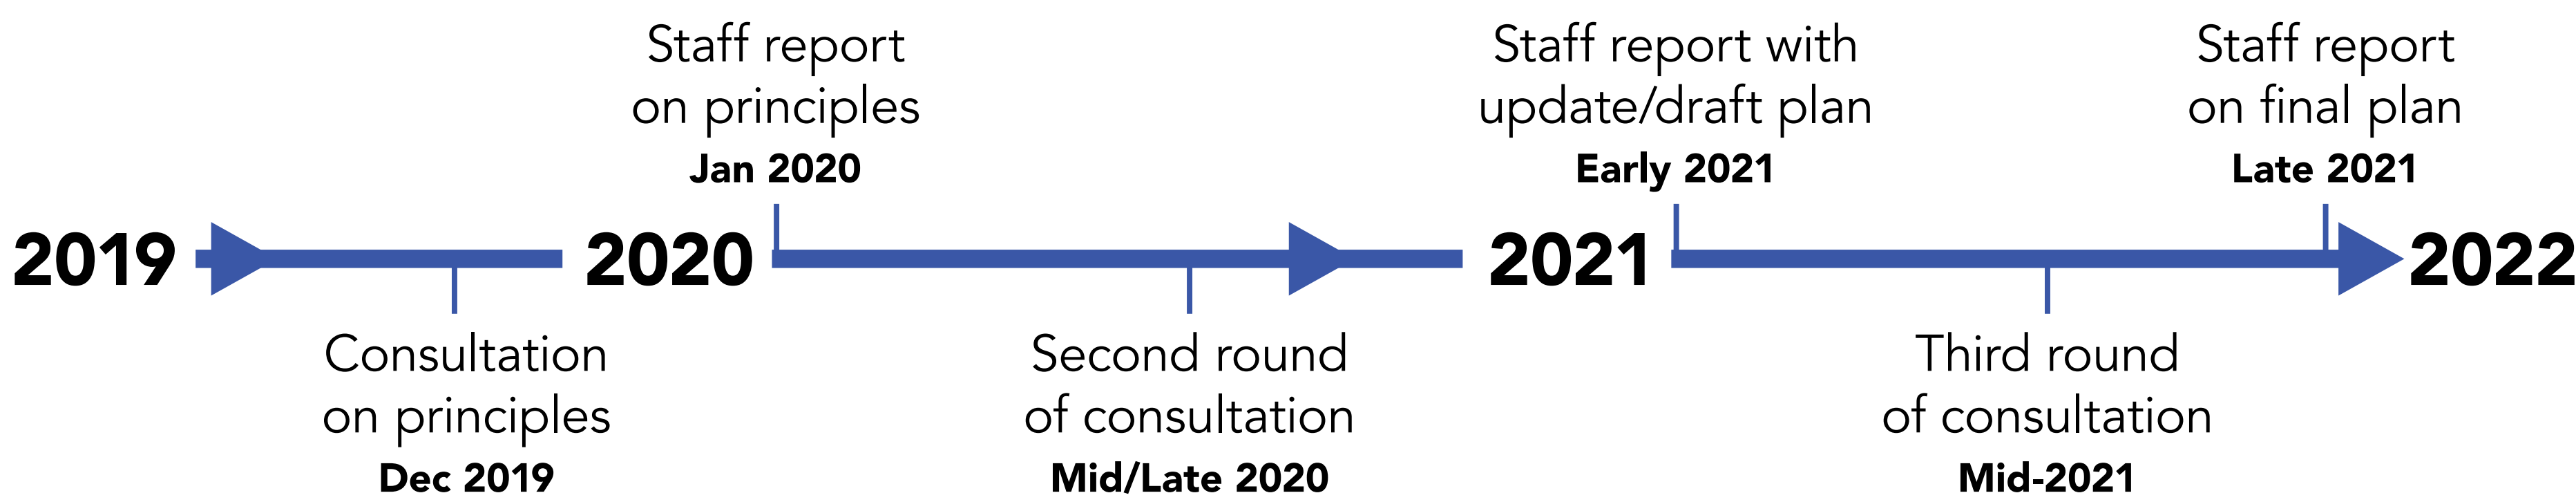 Staff report
on principles
Jan 2020
Staff report with
update/draft plan
Early 2021
Staff report
on final plan
Late 2021
2019
2020
2021
2022
Consultation
on principles
Dec 2019
Second round
of consultation
Mid/Late 2020
Third round
of consultation
Mid-2021